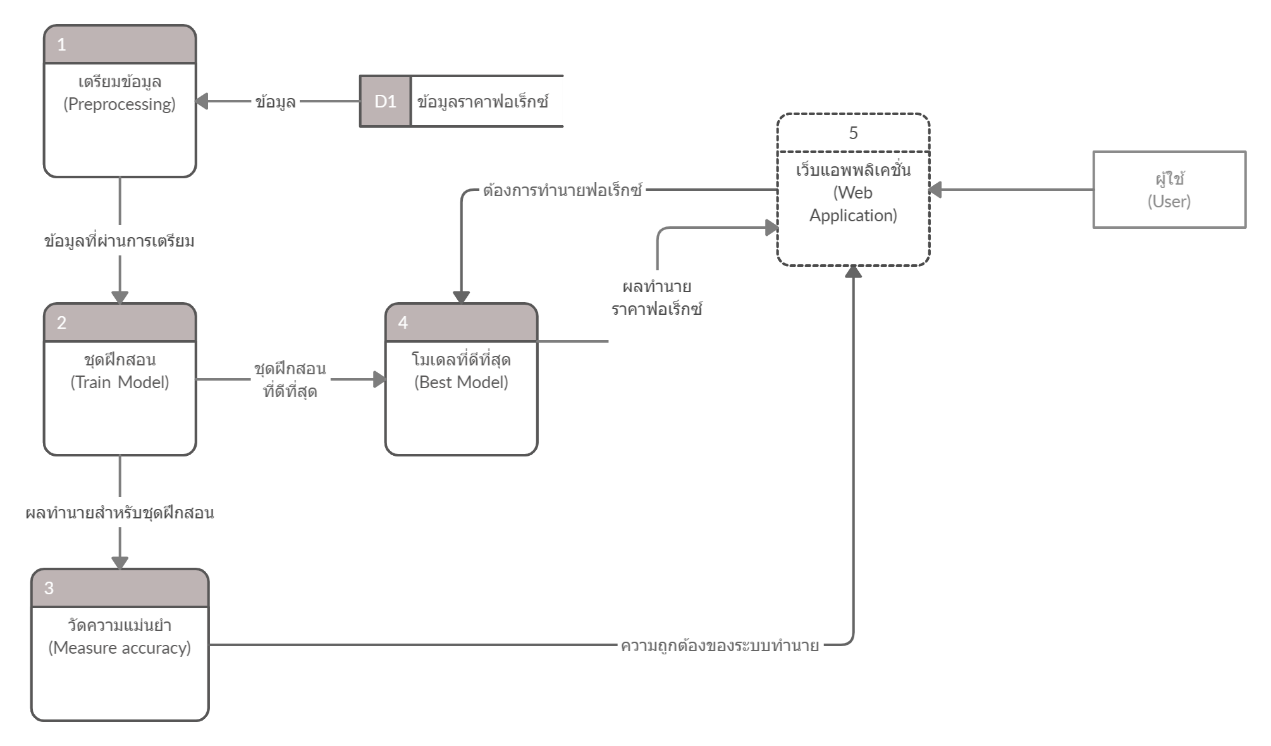 1
เตรียมข้อมูล
(Preprocessing)
ข้อมูล
D1
ข้อมูลราคาฟอเร็กซ์
5
เว็บแอพพลิเคชั่น
(Web
Application)
ผู้ใช้
(User)
ต้องการทำนายฟอเร็กซ์
ข้อมูลที่ผ่านการเตรียม
ผลทำนาย
ราคาฟอเร็กซ์
2
ชุดฝึกสอน
(Train Model)
ชุดฝึกสอน
ที่ดีที่สุด
4
โมเดลที่ดีที่สุด
(Best Model)
ผลทำนายสำหรับชุดฝึกสอน
3
วัดความแม่นยำ
(Measure accuracy)
ความถูกต้องของระบบทำนาย